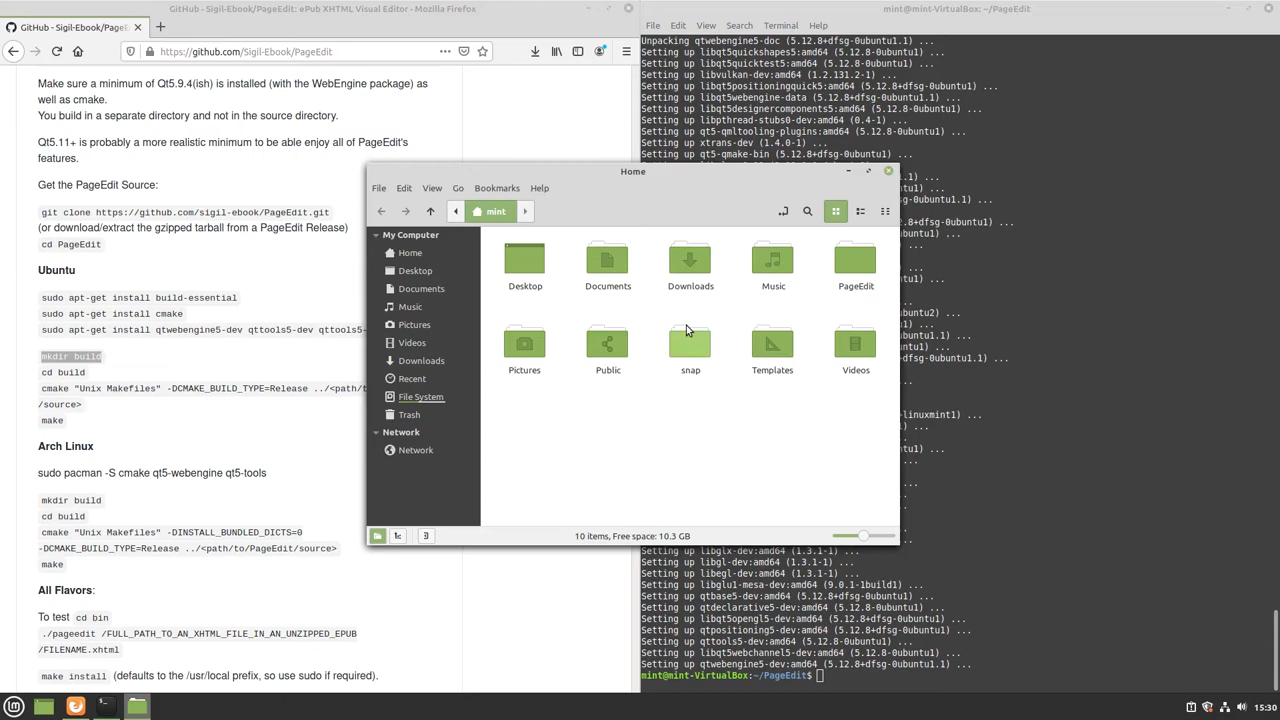 GitHub - Sigil-Ebook/PageEdit: ePub XHTML Visual Editor - Mozilla Firefox
GitHub - Sigil-Ebook/PageEdi
https://github.com/Sigil-Ebook/PageEdit
Make sure a minimum of Qt5.9.4(ish) is installed (with the WebEngine package) as
well as cmake.
You build in a separate directory and not in the source directory.
Qt5.11+ is probably a more realistic minimum to be able enjoy all of PageEdit's
features.
Get the PageEdit Source:
git clone https://github.com/sigil-ebook/PageEdit.git
(or download/extract the gzipped tarball from a PageEdit Release)
cd PageEdit
Ubuntu
sudo apt-get install build-essential
sudo apt-get install cmake
sudo apt-get install qtwebengine5-dev qttools5-dev qttools5-
mkdir build
cd build
cmake "Unix Makefiles" -DCMAKE_BUILD_TYPE=Release ../<path/t
/source>
make
Arch Linux
sudo pacman -S cmake qt5-webengine qt5-tools
mkdir build
cd build
cmake "Unix Makefiles" -DINSTALL_BUNDLED_DICTS=0
-DCMAKE_BUILD_TYPE=Release ../<path/to/PageEdit/source>
make
All Flavors:
To test cd bin
./pageedit /FULL_PATH_TO_AN_XHTML_FILE_IN_AN_UNZIPPED_EPUB
/FILENAME.xhtml
make install (defaults to the /usr/local prefix, so use sudo if required).
Home
File Edit View Go Bookmarks Help
mint
My Computer
Home
Desktop
Documents
Music
Pictures
Videos
Downloads
Recent
File System
Trash
Network
Network
Desktop Documents Downloads Music PageEdit
Pictures Public snap Templates Videos
10 items, Free space: 10.3 GB
mint@mint-VirtualBox: ~/PageEdit
File Edit View Search Terminal Help
Unpacking qtwebengine5-doc (5.12.8+dfsg-0ubuntu1.1) ...
Setting up libqt5quickshapes5:amd64 (5.12.8-0ubuntu1) ...
Setting up libqt5quicktest5:amd64 (5.12.8-0ubuntu1) ...
Setting up libvulkan-dev:amd64 (1.2.131.2-1) ...
Setting up libqt5positioningquick5:amd64 (5.12.8-0ubuntu1) ...
Setting up libqt5webengine-data (5.12.8+dfsg-0ubuntu1.1) ...
Setting up libqt5designercomponents5:amd64 (5.12.8-0ubuntu1) ...
Setting up libpthread-stubs0-dev:amd64 (0.4-1) ...
Setting up qt5-qmltooling-plugins:amd64 (5.12.8-0ubuntu1) ...
Setting up xtrans-dev (1.4.0-1) ...
Setting up qt5-qmake-bin (5.12.8+dfsg-0ubuntu1) ...
.1) ...
1) ...
ubuntu1) ...
+dfsg-0ubuntu1.1) ...
buntu1) ...
ubuntu2) ...
.1) ...
ubuntu1) ...
ubuntu1) ...
-0ubuntu1) ...
linuxmint1) ...
.) ...
tu1) ...
..
...
...
..
..
..
Setting up libglx-dev:amd64 (1.3.1-1) ...
Setting up libegl-dev:amd64 (1.3.1-1) ...
Setting up libglu1-mesa-dev:amd64 (9.0.1-1build1) ...
Setting up qtbase5-dev:amd64 (5.12.8+dfsg-0ubuntu1) ...
Setting up qtdeclarative5-dev:amd64 (5.12.8-0ubuntu1) ...
Setting up libqt5opengl5-dev:amd64 (5.12.8+dfsg-0ubuntu1) ...
Setting up qtpositioning5-dev:amd64 (5.12.8+dfsg-0ubuntu1) ...
Setting up qttools5-dev:amd64 (5.12.8-0ubuntu1) ...
Setting up libqt5webchannel5-dev:amd64 (5.12.8-0ubuntu1) ...
Setting up qtwebengine5-dev:amd64 (5.12.8+dfsg-0ubuntu1.1) ...
mint@mint-VirtualBox:~/PageEdit$
15:30